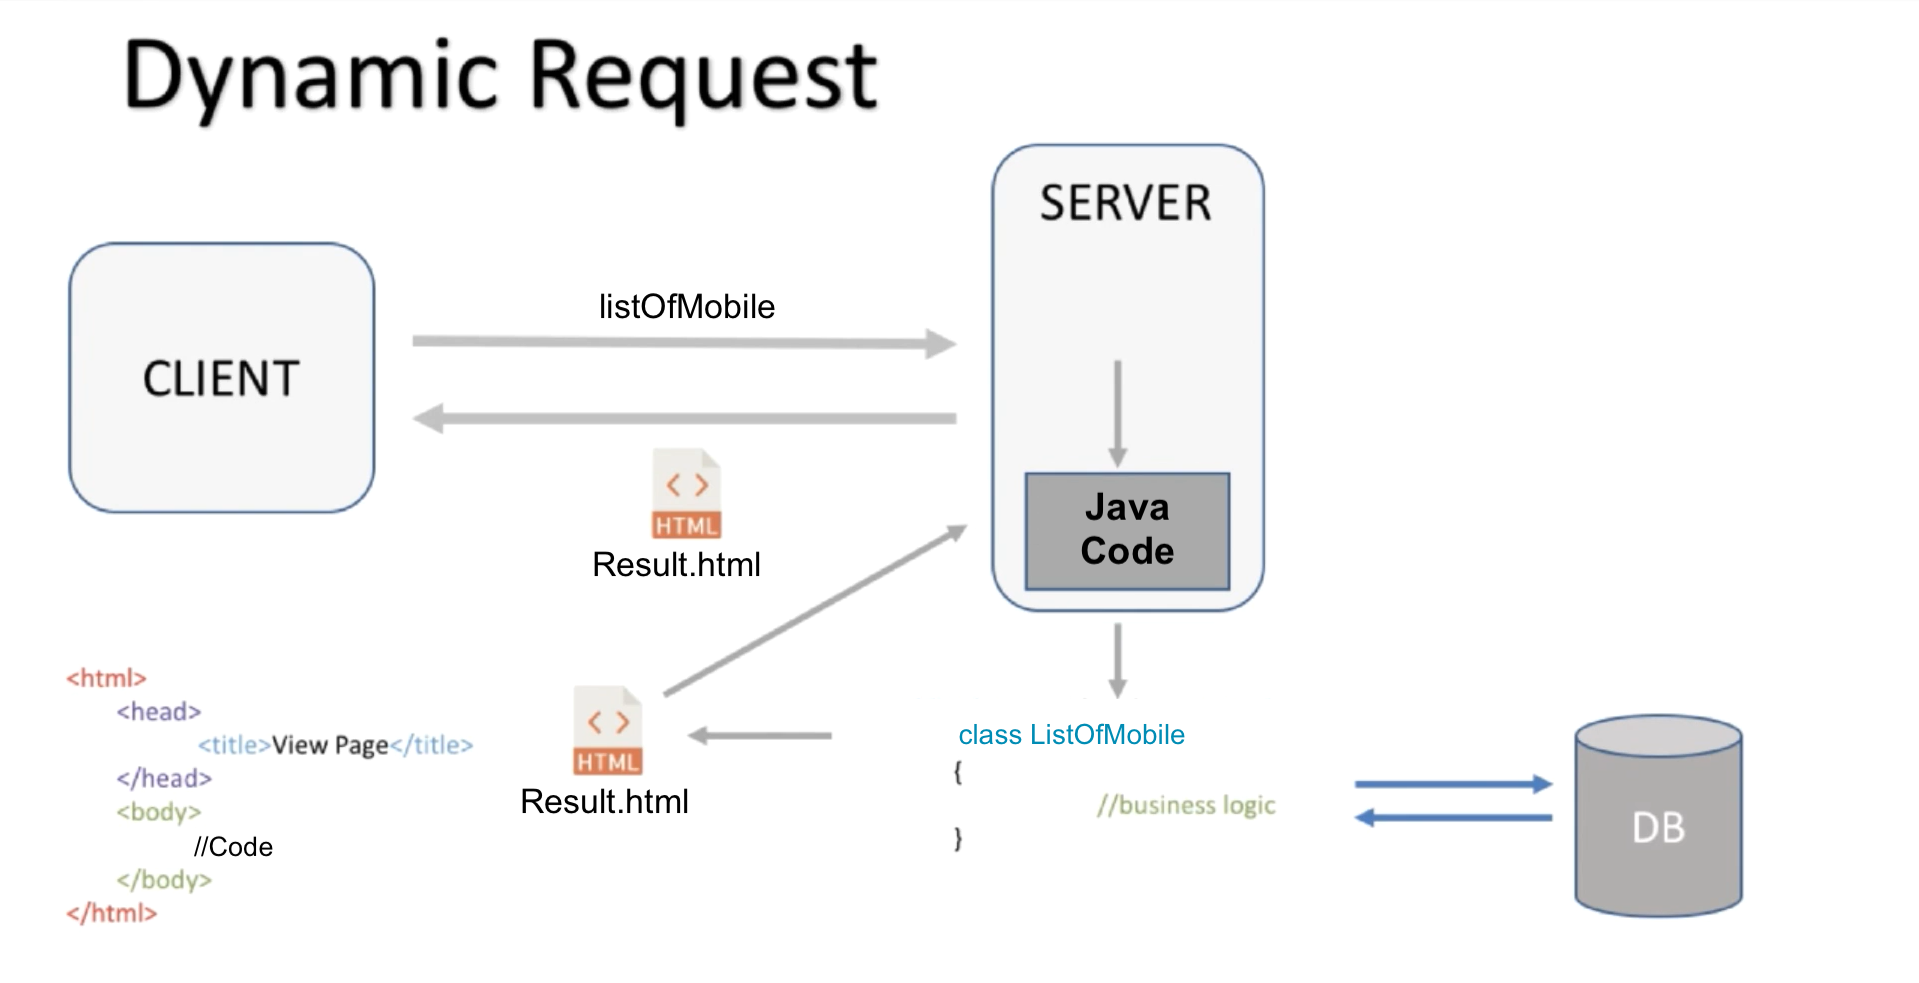 Dynamic Request
SERVER
CLIENT
listOfMobile
Java
Code
HTML
Result.html
<html>
<head>
<title>View Page</title>
</head>
<body>
//Code
</body>
</html>
HTML
Result.html
class ListOfMobile
{
//business logic
}
DB